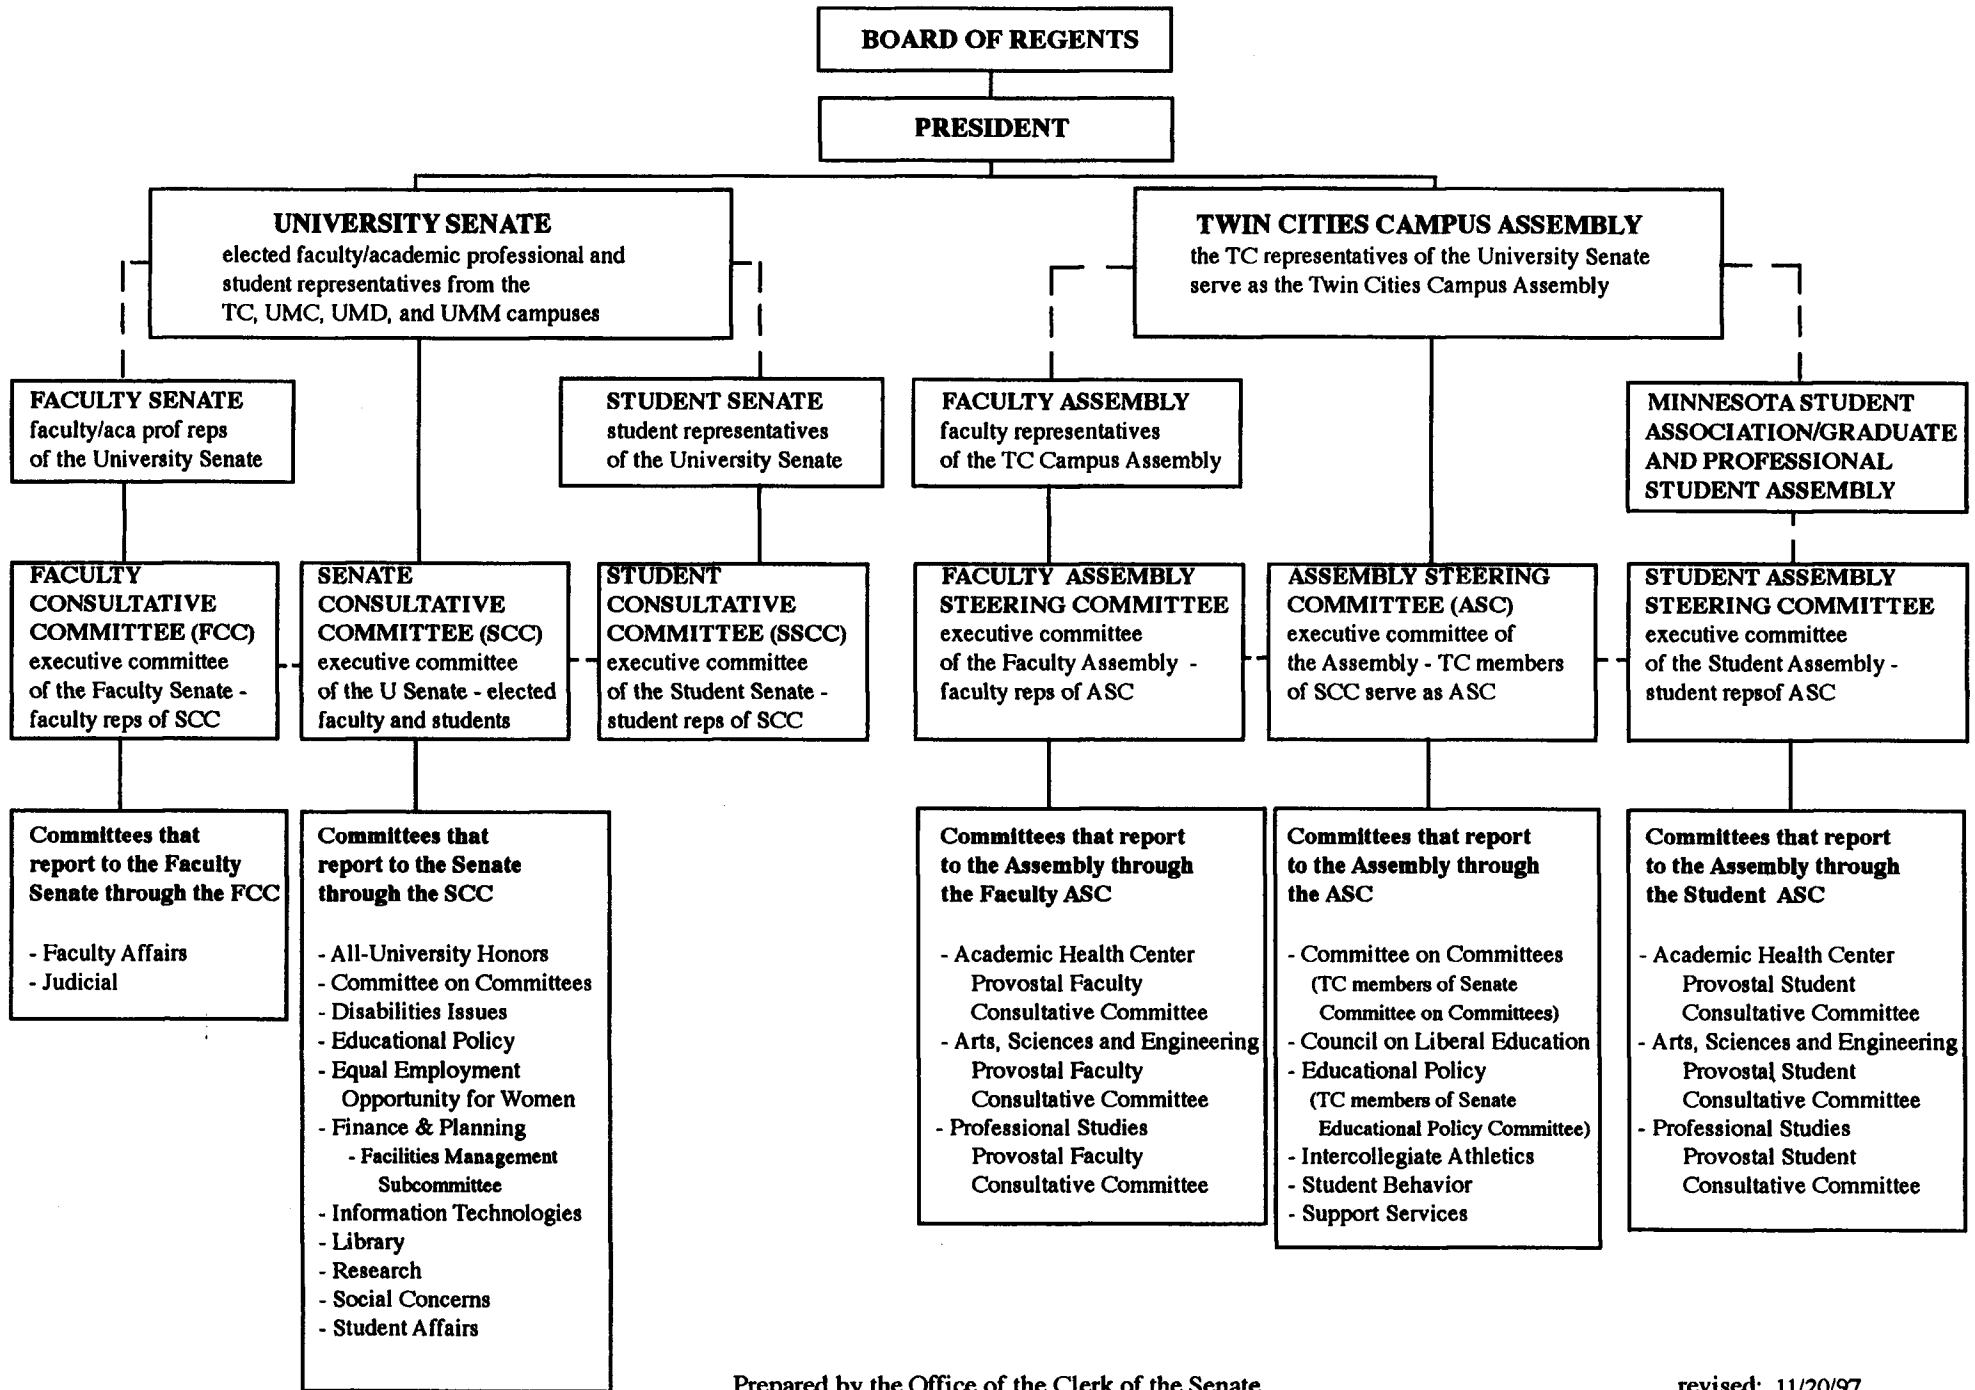 BOARD OF REGENTS
PRESIDENT
UNIVERSITY SENATE
elected faculty/academic professional and
student representatives from the
TC, UMC, UMD, and UMM campuses
TWIN CITIES CAMPUS ASSEMBLY
the TC representatives of the University Senate
serve as the Twin Cities Campus Assembly
FACULTY SENATE
faculty/aca prof reps
of the University Senate
STUDENT SENATE
student representatives
of the University Senate
FACULTY ASSEMBLY
faculty representatives
of the TC Campus Assembly
MINNESOTA STUDENT
ASSOCIATION/GRADUATE
AND PROFESSIONAL
STUDENT ASSEMBLY
FACULTY
CONSULTATIVE
COMMITTEE (FCC)
executive committee
of the Faculty Senate -
faculty reps of SCC
SENATE
CONSULTATIVE
COMMITTEE (SCC)
executive committee
of the U Senate - elected
faculty and students
STUDENT
CONSULTATIVE
COMMITTEE (SSCC)
executive committee
of the Student Senate -
student reps of SCC
FACULTY ASSEMBLY
STEERING COMMITTEE
executive committee
of the Faculty Assembly -
faculty reps of ASC
ASSEMBLY STEERING
COMMITTEE (ASC)
executive committee of
the Assembly - TC members
of SCC serve as ASC
STUDENT ASSEMBLY
STEERING COMMITTEE
executive committee
of the Student Assembly -
student repsof ASC
Committees that
report to the Faculty
Senate through the FCC
- Faculty Affairs
- Judicial
Committees that
report to the Senate
through the SCC
- All-University Honors
- Committee on Committees
- Disabilities Issues
- Educational Policy
- Equal Employment
Opportunity for Women
- Finance & Planning
- Facilities Management
Subcommittee
- Information Technologies
- Library
- Research
- Social Concerns
- Student Affairs
Committees that report
to the Assembly through
the Faculty ASC
- Academic Health Center
Provostal Faculty
Consultative Committee
- Arts, Sciences and Engineering
Provostal Faculty
Consultative Committee
- Professional Studies
Provostal Faculty
Consultative Committee
Committees that report
to the Assembly through
the ASC
- Committee on Committees
(TC members of Senate
Committee on Committees)
- Council on Liberal Education
- Educational Policy
(TC members of Senate
Educational Policy Committee)
- Intercollegiate Athletics
- Student Behavior
- Support Services
Committees that report
to the Assembly through
the Student ASC
- Academic Health Center
Provostal Student
Consultative Committee
- Arts, Sciences and Engineering
Provostal Student
Consultative Committee
- Professional Studies
Provostal Student
Consultative Committee
Prepared by the Office of the Clerk of the Senate
revised: 11/20/97